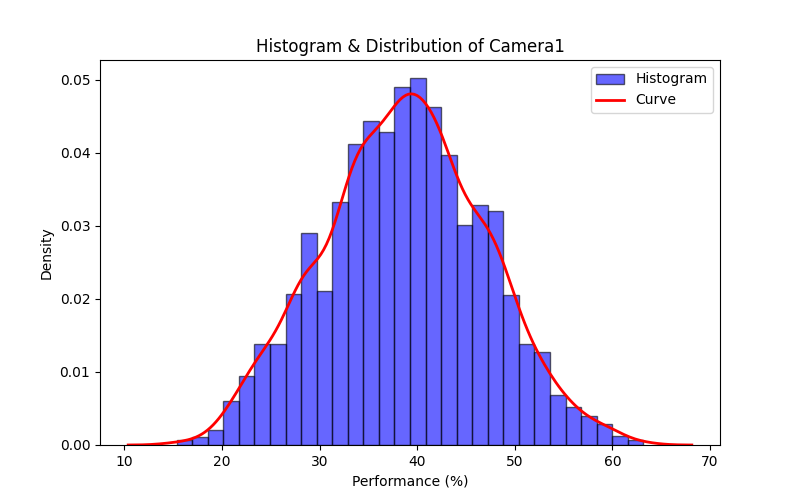 Histogram & Distribution of Camera1
Histogram
Curve
0.05
0.04
0.03
0.02
0.01
0.00
Density
10 20 30 40 50 60 70
Performance (%)